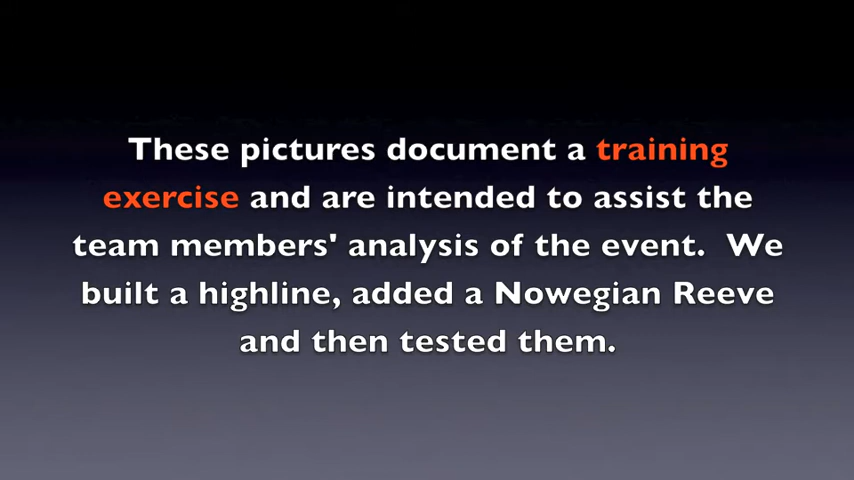 These pictures document a training
exercise and are intended to assist the
team members' analysis of the event.  We
built a highline, added a Nowegian Reeve
and then tested them.